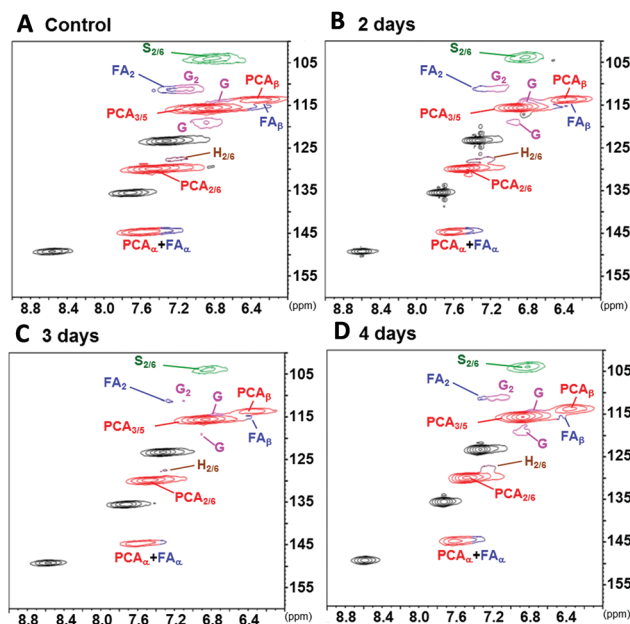 A Control
S2/6
FA2
G2
G
PCAβ
PCA3/5
G
FAβ
H2/6
PCA2/6
PCAα+FAα
105
115
125
135
145
155
8.8 8.4 8.0 7.6 7.2 6.8 6.4 (ppm)
B 2 days
S2/6
FA2
G2
G
PCAβ
PCA3/5
G
FAβ
H2/6
PCA2/6
PCAα+FAα
105
115
125
135
145
155
8.8 8.4 8.0 7.6 7.2 6.8 6.4 (ppm)
C 3 days
S2/6
FA2
G2
G
PCAβ
PCA3/5
G
FAβ
H2/6
PCA2/6
PCAα+FAα
105
115
125
135
145
155
8.8 8.4 8.0 7.6 7.2 6.8 6.4 (ppm)
D 4 days
S2/6
FA2
G2
G
PCAβ
PCA3/5
G
FAβ
H2/6
PCA2/6
PCAα+FAα
105
115
125
135
145
155
8.8 8.4 8.0 7.6 7.2 6.8 6.4 (ppm)